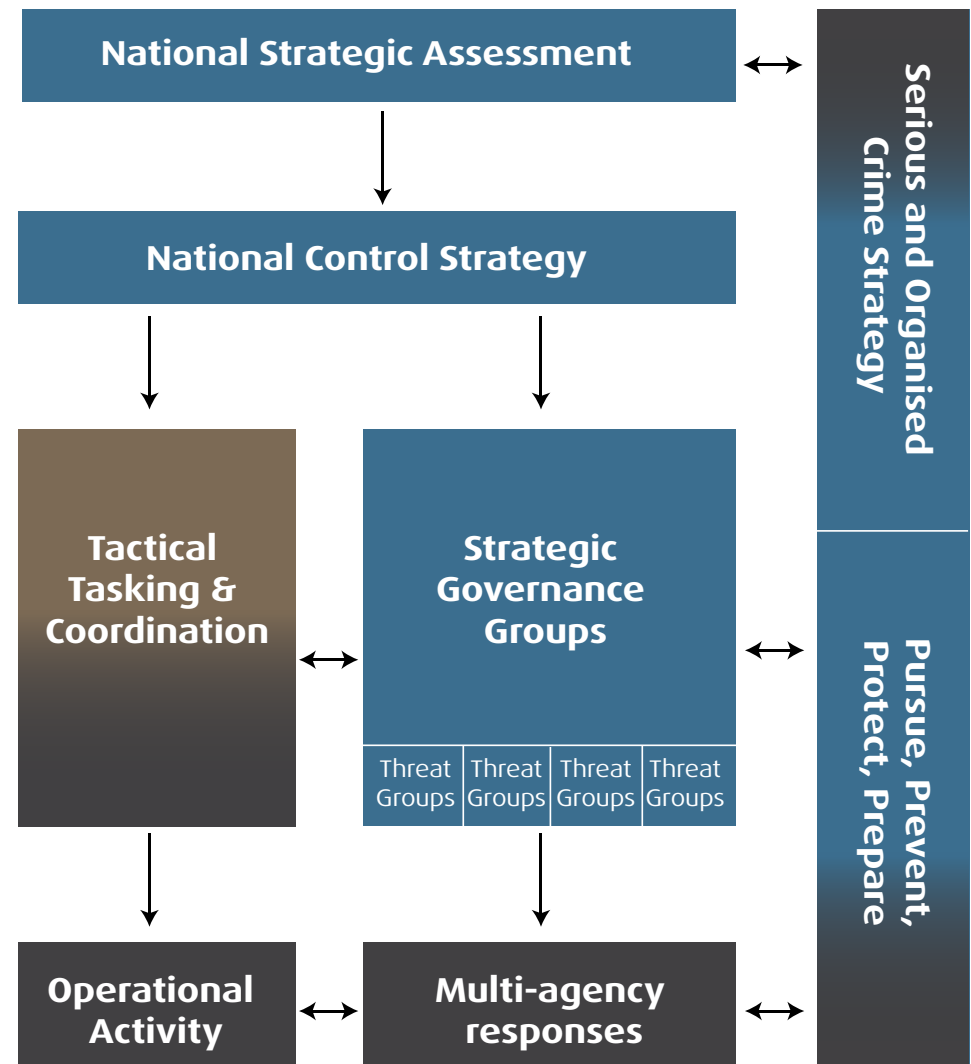 National Strategic Assessment
National Control Strategy
Tactical
Tasking &
Coordination
Strategic
Governance
Groups
Threat
Groups
Threat
Groups
Threat
Groups
Threat
Groups
Operational
Activity
Multi-agency
responses
Serious and Organised
Crime Strategy
Pursue, Prevent,
Protect, Prepare